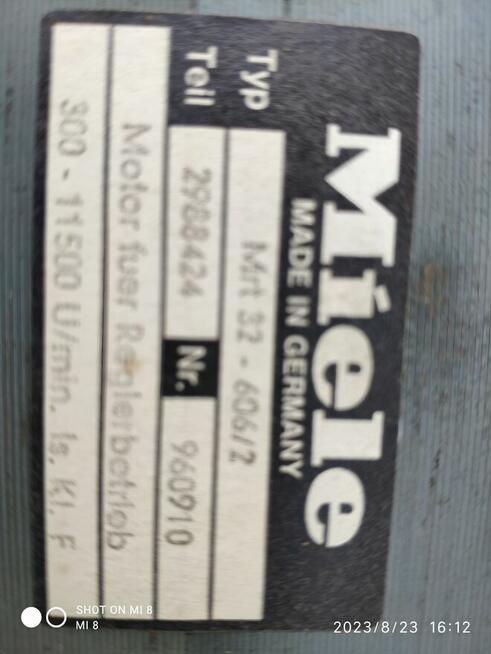 Miele
MADE IN GERMANY
Typ Mrt 32 - 606/2
Teil 2988424 Nr. 960910
Motor fuer Reglerbetrieb
300 - 11500 U/min. Is. Kl. F
SHOT ON MI 8
MI 8
2023/8/23 16:12